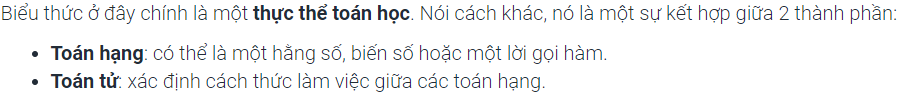 Biểu thức ở đây chính là một thực thể toán học. Nói cách khác, nó là một sự kết hợp giữa 2 thành phần:
• Toán hạng: có thể là một hằng số, biến số hoặc một lời gọi hàm.
• Toán tử: xác định cách thức làm việc giữa các toán hạng.